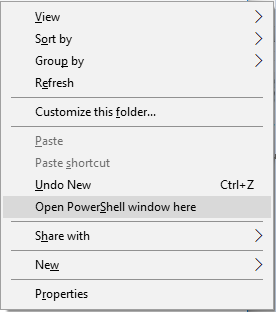 View
Sort by
Group by
Refresh
Customize this folder...
Paste
Paste shortcut
Undo New Ctrl+Z
Open PowerShell window here
Share with
New
Properties